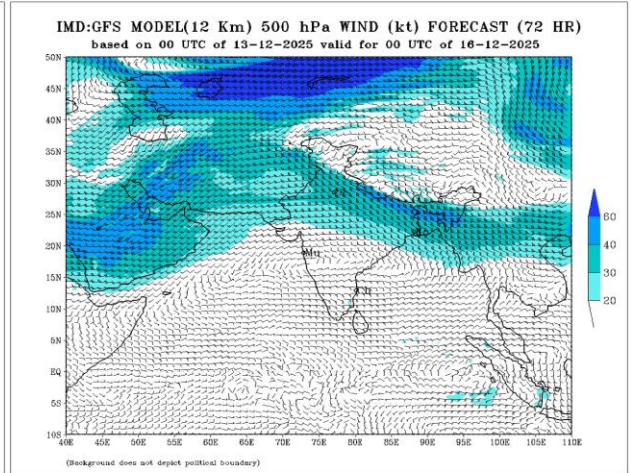 IMD:GFS MODEL(12 Km) 500 hPa WIND (kt) FORECAST (72 HR)
based on 00 UTC of 13-12-2025 valid for 00 UTC of 16-12-2025
50N
45N
40N
35N
30N
25N
20N
15N
10N
5N
EQ
5S
10S
Mu
Ch
60
40
30
20
40E 45E 50E 55E 60E 65E 70E 75E 80E 85E 90E 95E 100E 105E 110E
(Background does not depict political boundary)